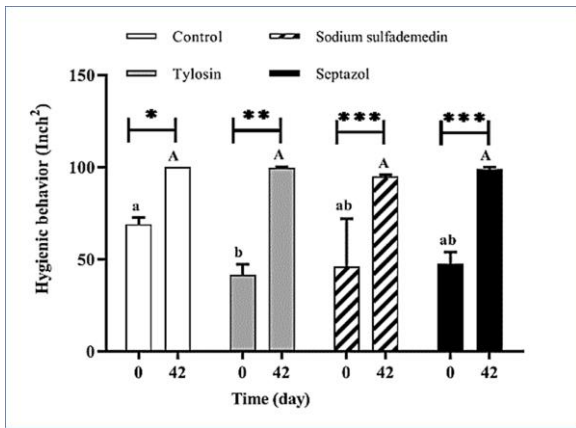 Control
Sodium sulfademedin
Tylosin
Septazol
Hygienic behavior (Inch²)
150
100
50
0
* ** *** ***
a A b A ab A ab A
0 42 0 42 0 42 0 42
Time (day)